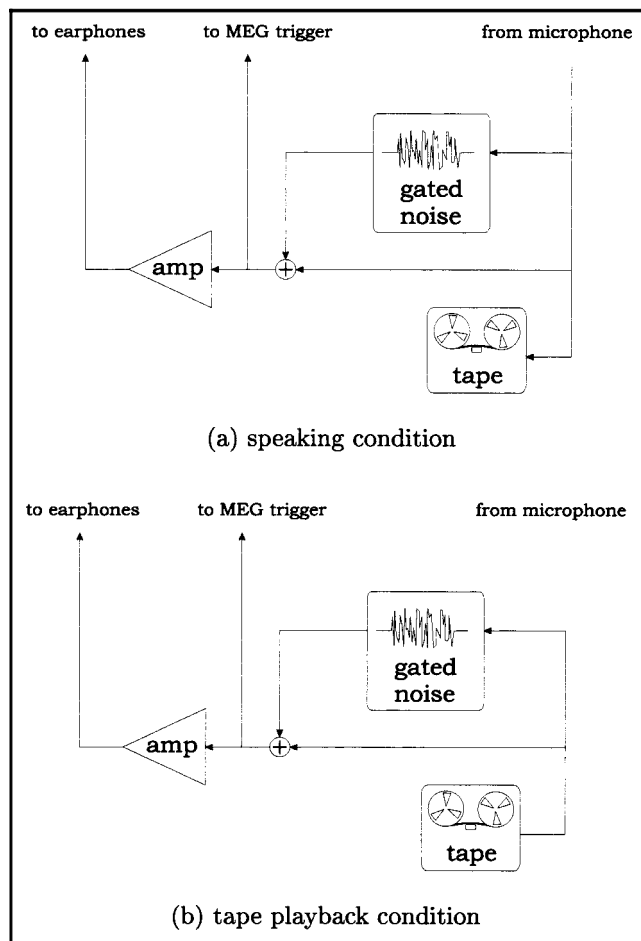 to earphones to MEG trigger from microphone
gated
noise
amp
+
tape
(a) speaking condition
to earphones to MEG trigger from microphone
gated
noise
amp
+
tape
(b) tape playback condition